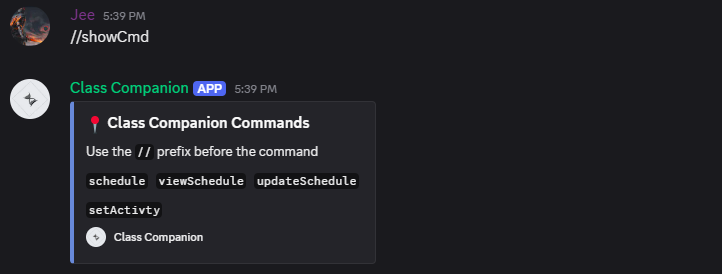 Jee 5:39 PM
//showCmd
Class Companion APP 5:39 PM
Class Companion Commands
Use the // prefix before the command
schedule viewSchedule updateSchedule
setActivty
Class Companion